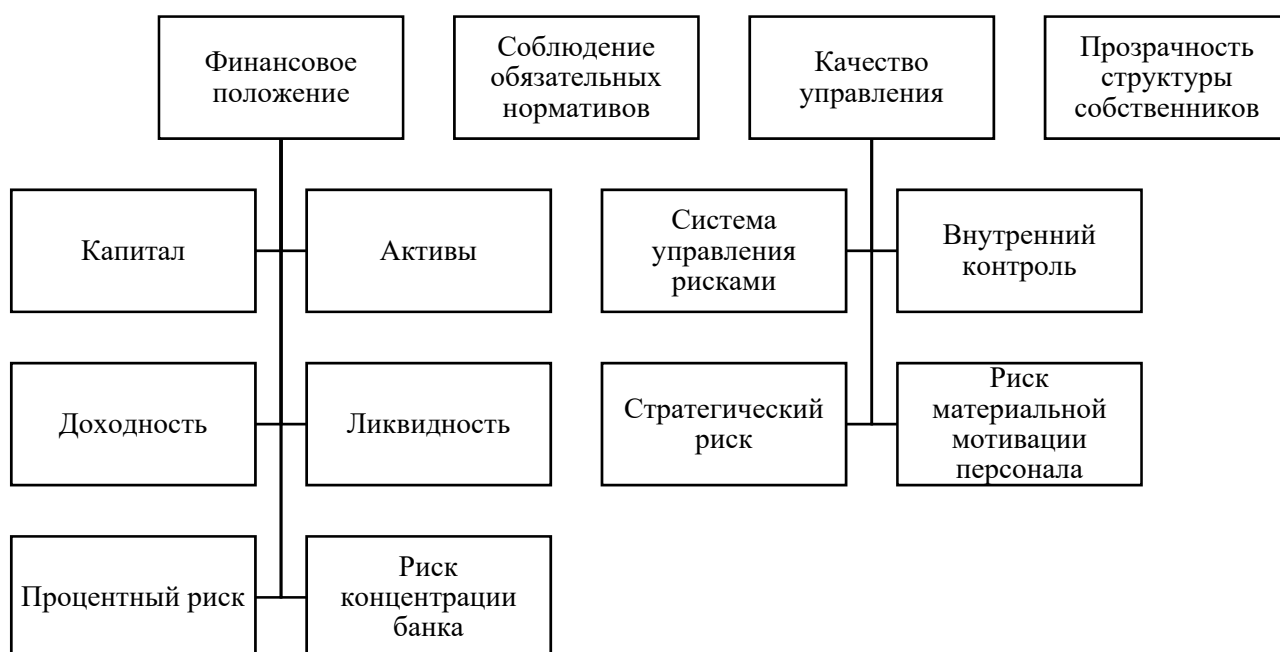 Финансовое
положение
Соблюдение
обязательных
нормативов
Качество
управления
Прозрачность
структуры
собственников
Капитал
Активы
Система
управления
рисками
Внутренний
контроль
Доходность
Ликвидность
Стратегический
риск
Риск
материальной
мотивации
персонала
Процентный риск
Риск
концентрации
банка